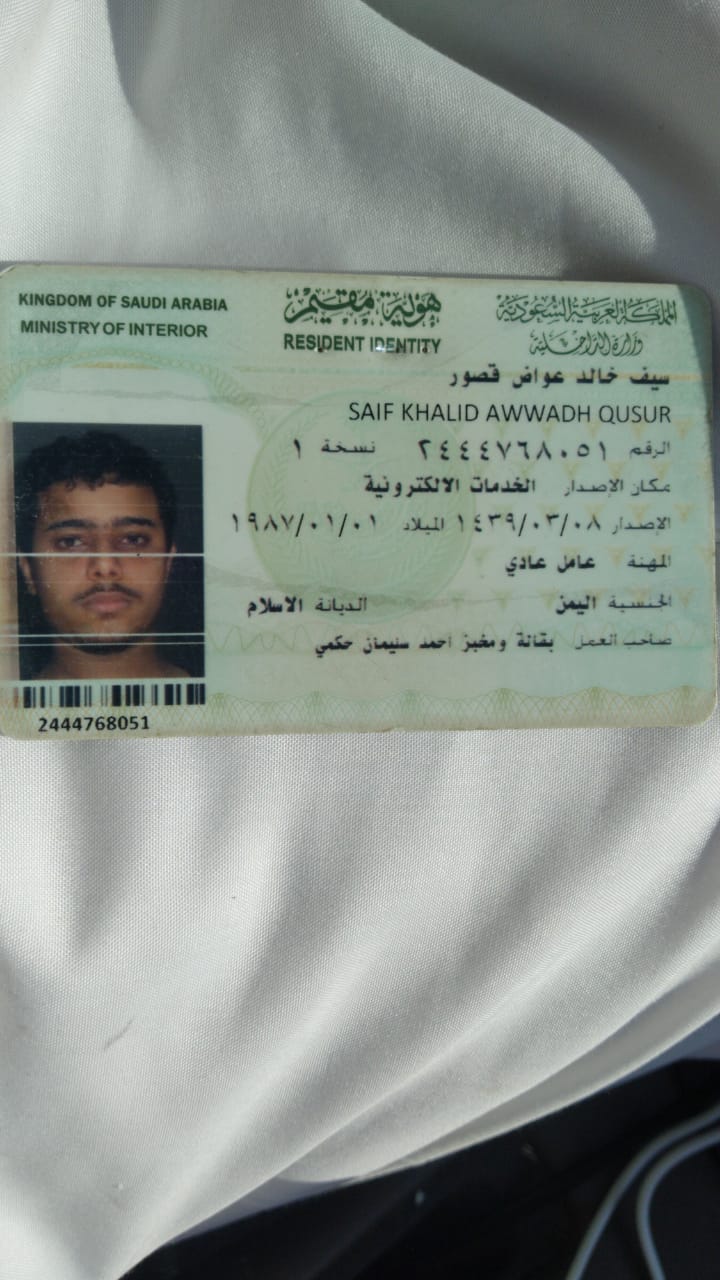 KINGDOM OF SAUDI ARABIA
MINISTRY OF INTERIOR
هوية مقيم
RESIDENT IDENTITY
المملكة العربية السعودية
وزارة الداخلية
سيف خالد عواض قصور
SAIF KHALID AWWADH QUSUR
الرقم ٢٤٤٤٧٦٨٠٥١ نسخة ١
مكان الإصدار الخدمات الالكترونية
الإصدار ١٤٣٩/٠٣/٠٨ الميلاد ١٩٨٧/٠١/٠١
المهنة عامل عادي
الجنسية اليمن الديانة الاسلام
صاحب العمل بقالة ومخبز احمد سليمان حكمي
2444768051